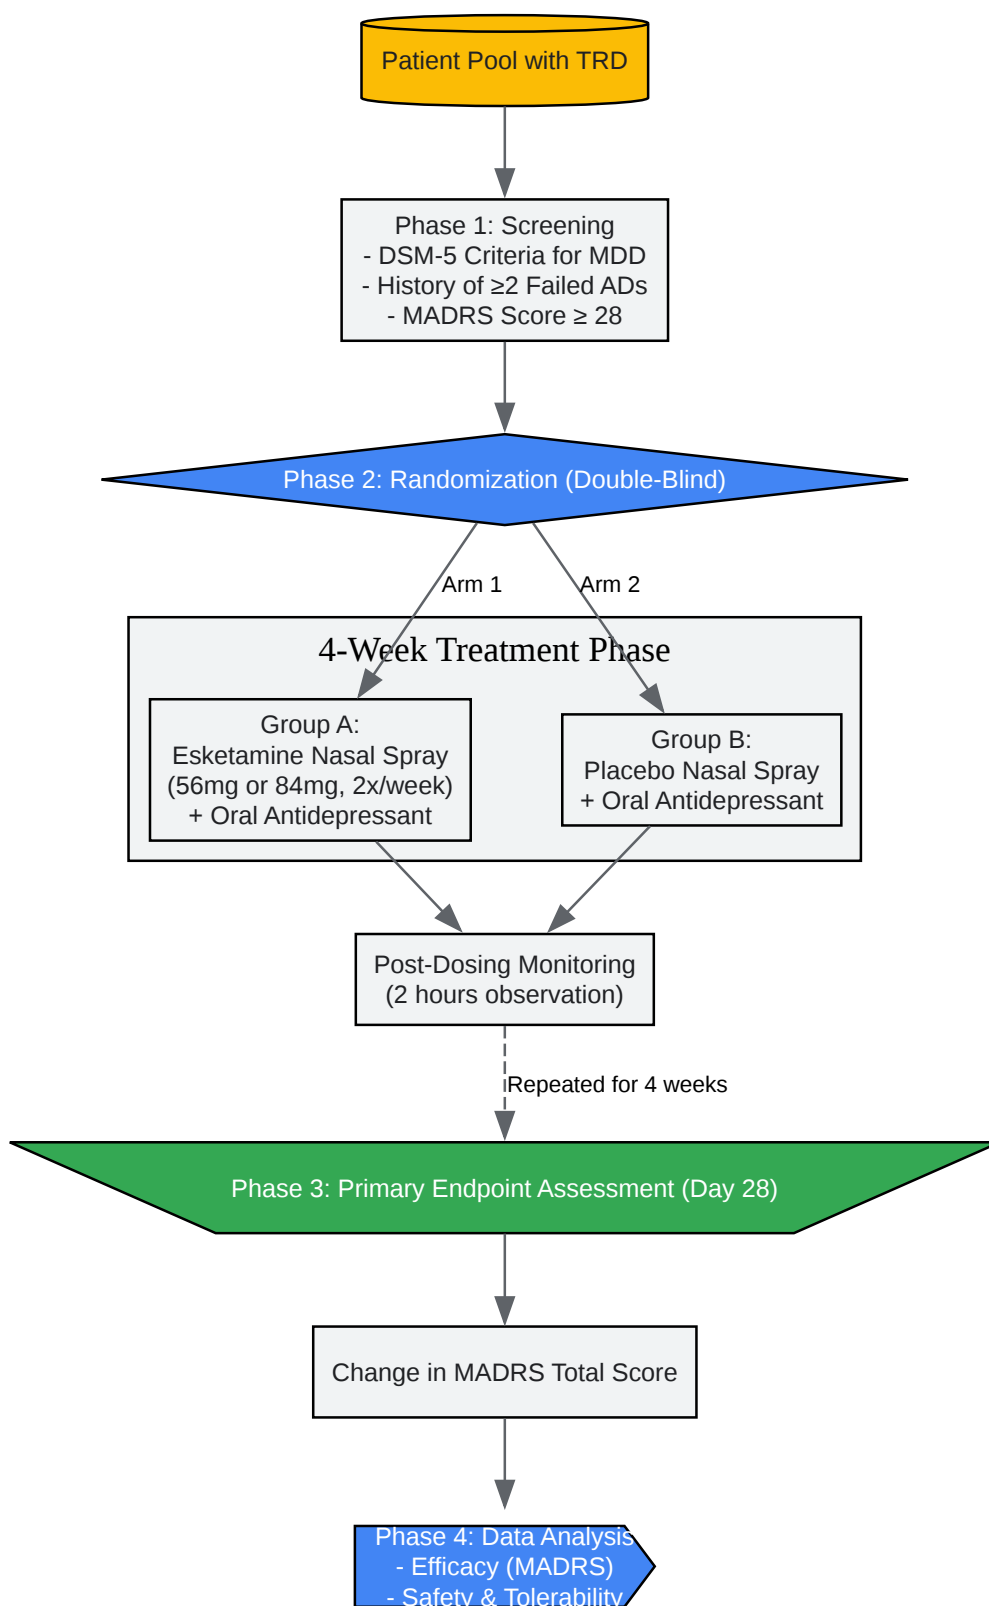 Patient Pool with TRD
Phase 1: Screening
- DSM-5 Criteria for MDD
- History of ≥2 Failed ADs
- MADRS Score ≥ 28
Phase 2: Randomization (Double-Blind)
Arm 1
Arm 2
4-Week Treatment Phase
Group A:
Esketamine Nasal Spray
(56mg or 84mg, 2x/week)
+ Oral Antidepressant
Group B:
Placebo Nasal Spray
+ Oral Antidepressant
Post-Dosing Monitoring
(2 hours observation)
Repeated for 4 weeks
Phase 3: Primary Endpoint Assessment (Day 28)
Change in MADRS Total Score
Phase 4: Data Analysis
- Efficacy (MADRS)
- Safety & Tolerability